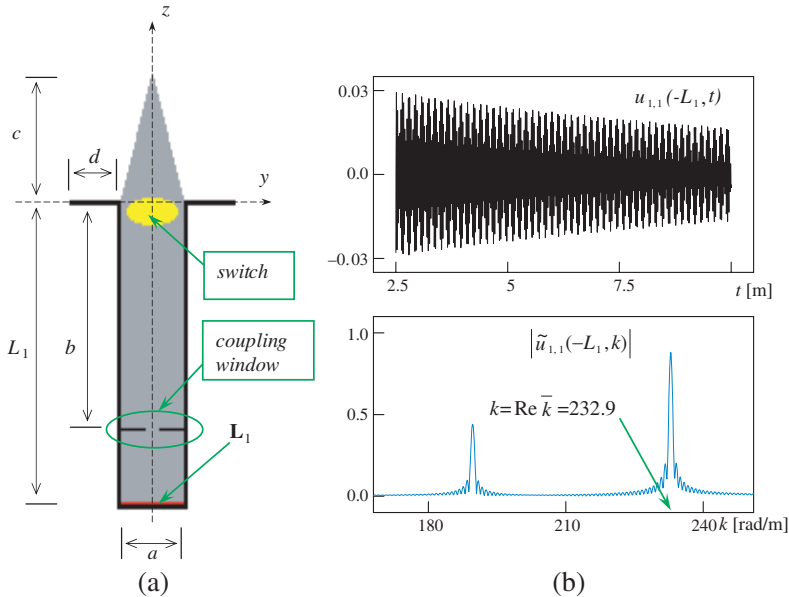 z
c
d
y
switch
L₁
b
coupling
window
L₁
a
(a)
0.03
u₁,₁(-L₁,t)
0.0
−0.03
2.5
5
7.5
t [m]
1.0
|ũ₁,₁(−L₁,k)|
k=Re k̅=232.9
0.5
0.0
180
210
240
k [rad/m]
(b)